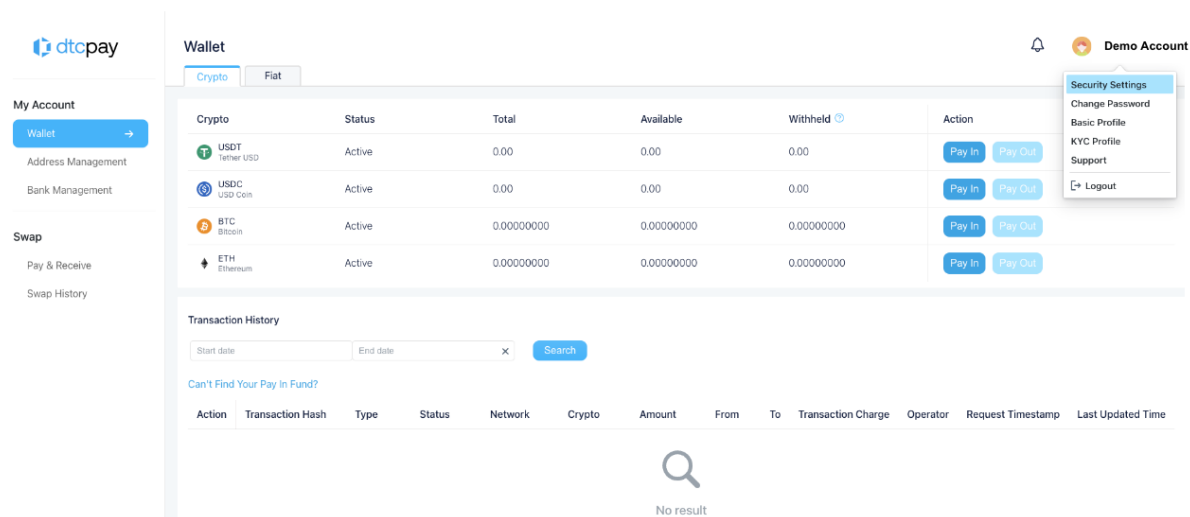 dtcpay
Wallet
Demo Account
Crypto Fiat
Security Settings
Change Password
Basic Profile
KYC Profile
Support
Logout
My Account
Wallet →
Address Management
Bank Management
Swap
Pay & Receive
Swap History
Crypto Status Total Available Withheld Action
USDT
Tether USD
Active 0.00 0.00 0.00 Pay In Pay Out
USDC
USD Coin
Active 0.00 0.00 0.00 Pay In Pay Out
BTC
Bitcoin
Active 0.00000000 0.00000000 0.00000000 Pay In Pay Out
ETH
Ethereum
Active 0.00000000 0.00000000 0.00000000 Pay In Pay Out
Transaction History
Start date End date × Search
Can't Find Your Pay In Fund?
Action Transaction Hash Type Status Network Crypto Amount From To Transaction Charge Operator Request Timestamp Last Updated Time
No result